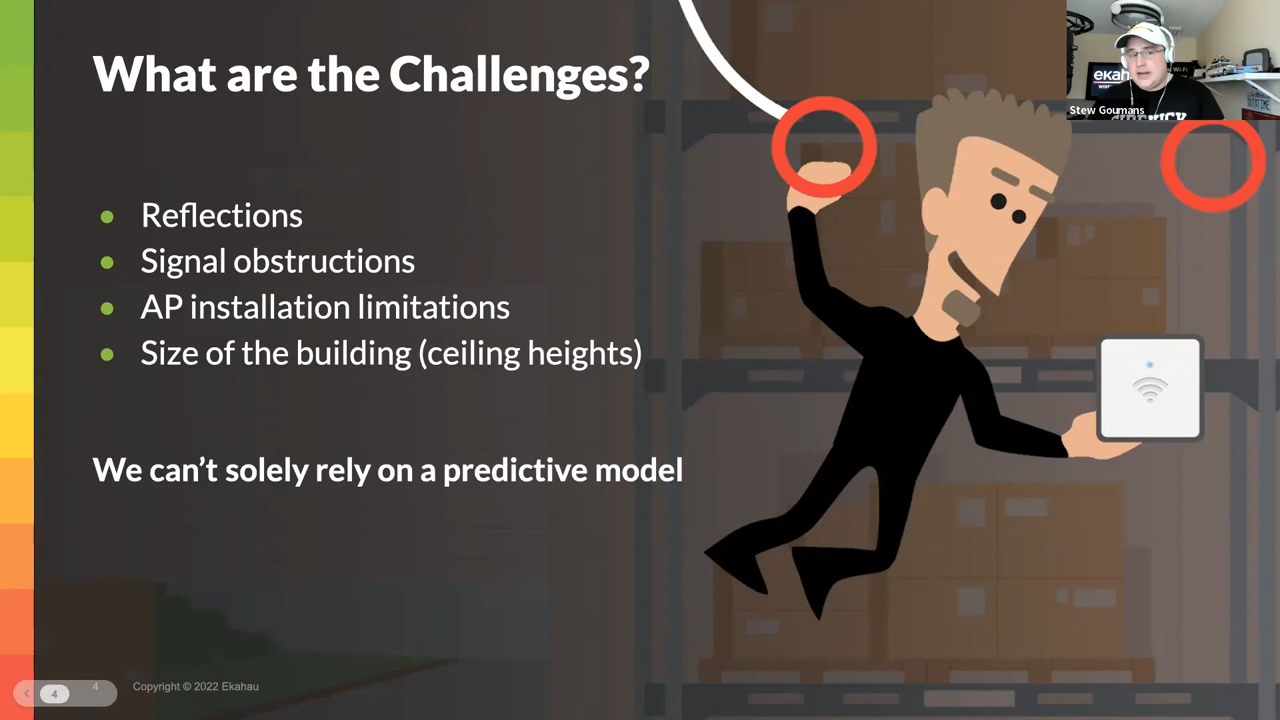 What are the Challenges?
Reflections
Signal obstructions
AP installation limitations
Size of the building (ceiling heights)
We can't solely rely on a predictive model
Stew Goumans
4
4
Copyright © 2022 Ekahau